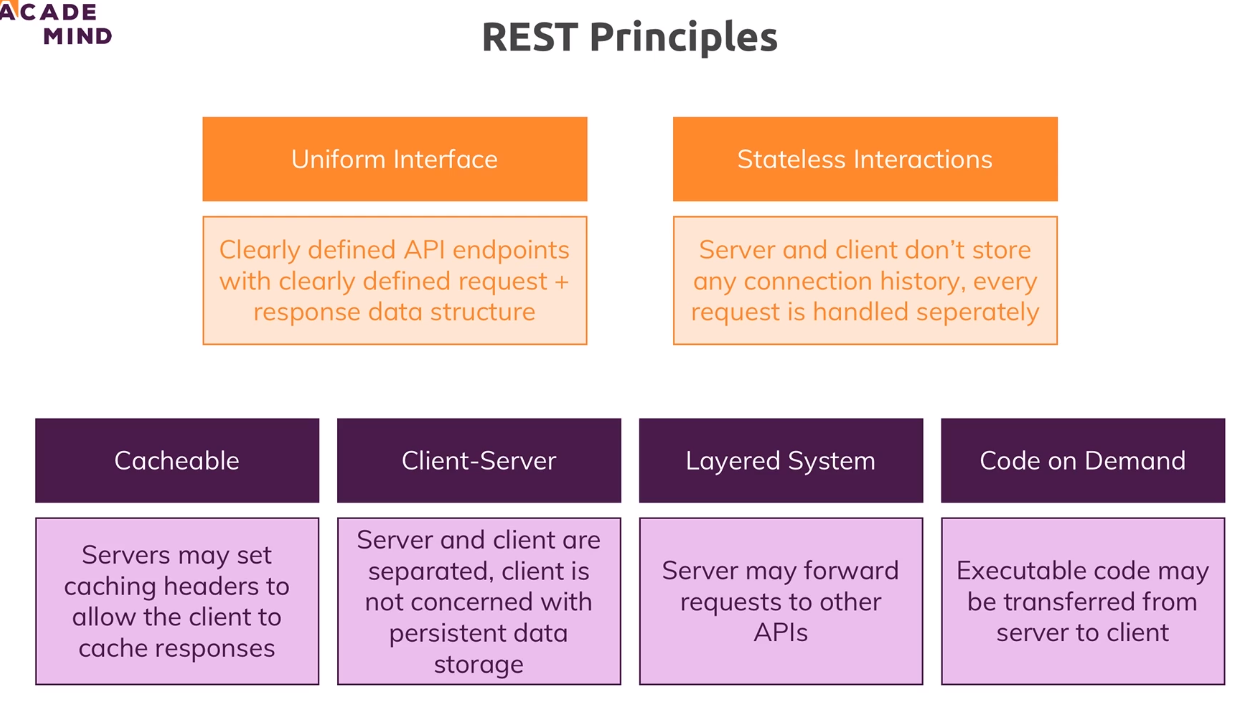 ACADE
MIND
REST Principles
Uniform Interface
Clearly defined API endpoints
with clearly defined request +
response data structure
Stateless Interactions
Server and client don't store
any connection history, every
request is handled seperately
Cacheable
Servers may set
caching headers to
allow the client to
cache responses
Client-Server
Server and client are
separated, client is
not concerned with
persistent data
storage
Layered System
Server may forward
requests to other
APIs
Code on Demand
Executable code may
be transferred from
server to client